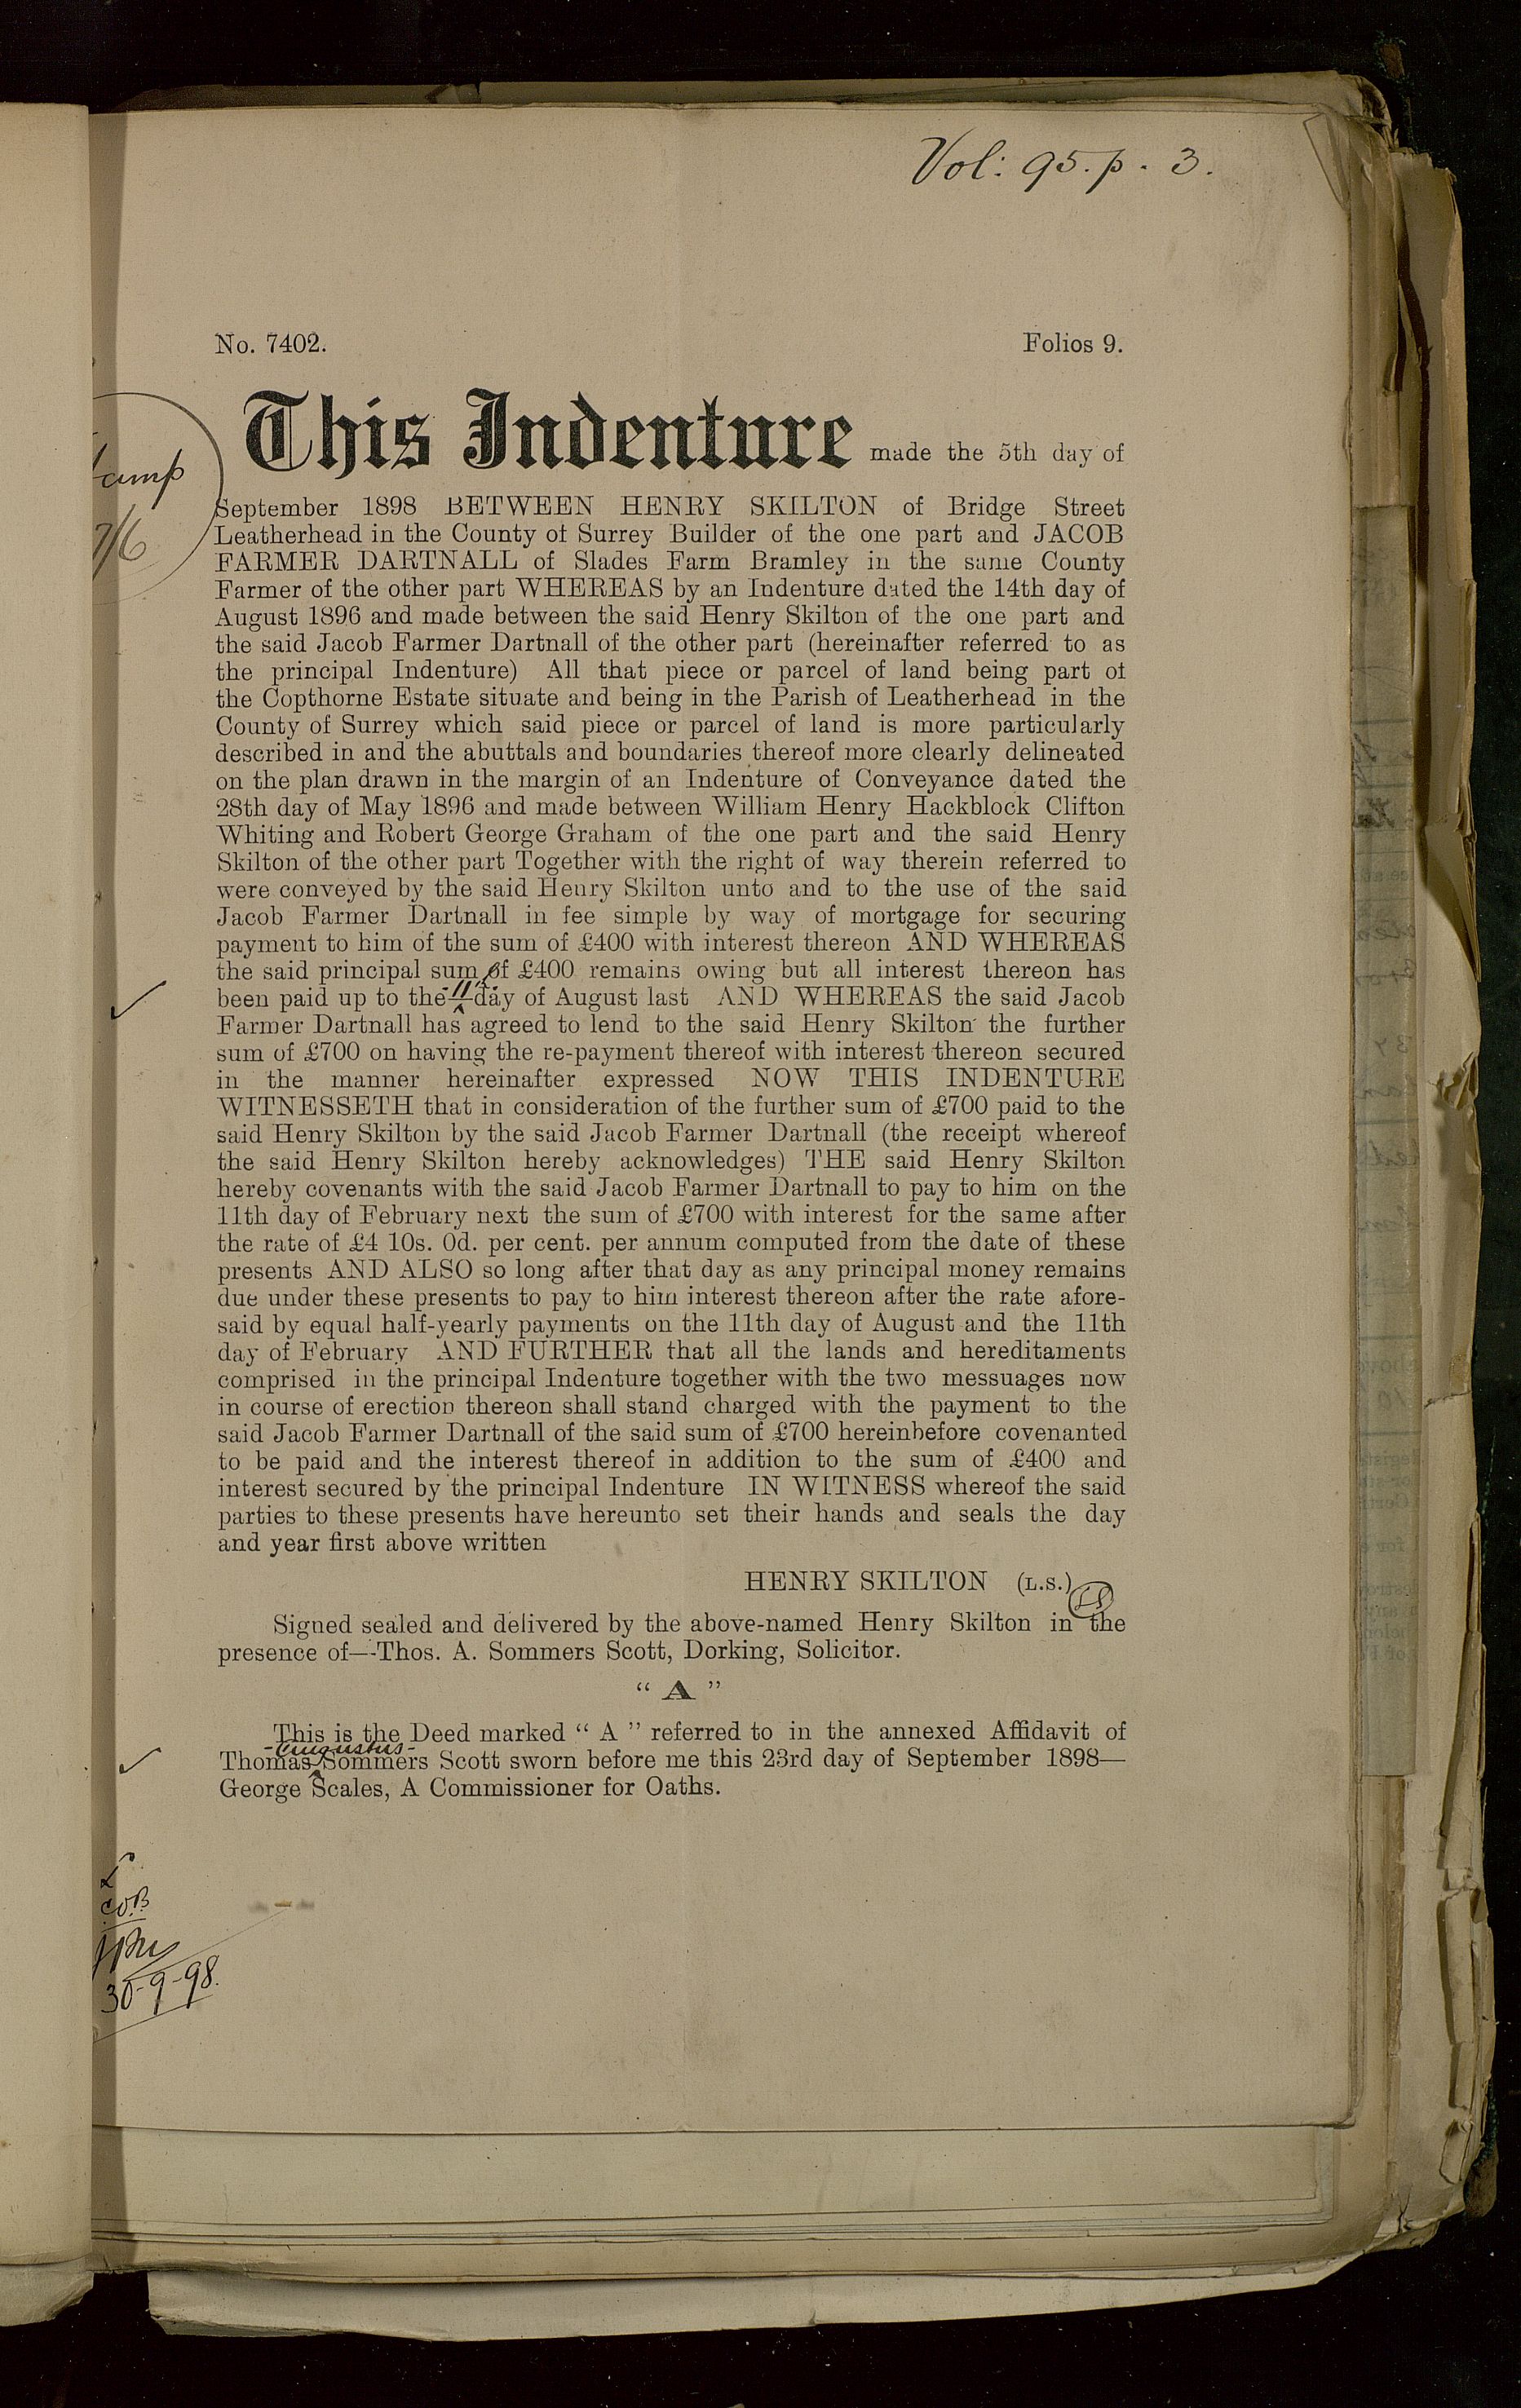 Vol: 95. p. 3.
No. 7402. Folios 9.
This Indenture made the 5th day of
September 1898 BETWEEN HENRY SKILTON of Bridge Street
Leatherhead in the County of Surrey Builder of the one part and JACOB
FARMER DARTNALL of Slades Farm Bramley in the same County
Farmer of the other part WHEREAS by an Indenture dated the 14th day of
August 1896 and made between the said Henry Skilton of the one part and
the said Jacob Farmer Dartnall of the other part (hereinafter referred to as
the principal Indenture) All that piece or parcel of land being part of
the Copthorne Estate situate and being in the Parish of Leatherhead in the
County of Surrey which said piece or parcel of land is more particularly
described in and the abuttals and boundaries thereof more clearly delineated
on the plan drawn in the margin of an Indenture of Conveyance dated the
28th day of May 1896 and made between William Henry Hackblock Clifton
Whiting and Robert George Graham of the one part and the said Henry
Skilton of the other part Together with the right of way therein referred to
were conveyed by the said Henry Skilton unto and to the use of the said
Jacob Farmer Dartnall in fee simple by way of mortgage for securing
payment to him of the sum of £400 with interest thereon AND WHEREAS
the said principal sum of £400 remains owing but all interest thereon has
been paid up to the 11th day of August last AND WHEREAS the said Jacob
Farmer Dartnall has agreed to lend to the said Henry Skilton the further
sum of £700 on having the re-payment thereof with interest thereon secured
in the manner hereinafter expressed NOW THIS INDENTURE
WITNESSETH that in consideration of the further sum of £700 paid to the
said Henry Skilton by the said Jacob Farmer Dartnall (the receipt whereof
the said Henry Skilton hereby acknowledges) THE said Henry Skilton
hereby covenants with the said Jacob Farmer Dartnall to pay to him on the
11th day of February next the sum of £700 with interest for the same after
the rate of £4 10s. 0d. per cent. per annum computed from the date of these
presents AND ALSO so long after that day as any principal money remains
due under these presents to pay to him interest thereon after the rate afore-
said by equal half-yearly payments on the 11th day of August and the 11th
day of February AND FURTHER that all the lands and hereditaments
comprised in the principal Indenture together with the two messuages now
in course of erection thereon shall stand charged with the payment to the
said Jacob Farmer Dartnall of the said sum of £700 hereinbefore covenanted
to be paid and the interest thereof in addition to the sum of £400 and
interest secured by the principal Indenture IN WITNESS whereof the said
parties to these presents have hereunto set their hands and seals the day
and year first above written
HENRY SKILTON (L.S.) LS
Signed sealed and delivered by the above-named Henry Skilton in the
presence of—Thos. A. Sommers Scott, Dorking, Solicitor.
“ A ”
This is the Deed marked “ A ” referred to in the annexed Affidavit of
Thomas Augustus Sommers Scott sworn before me this 23rd day of September 1898—
George Scales, A Commissioner for Oaths.
30-9-98.